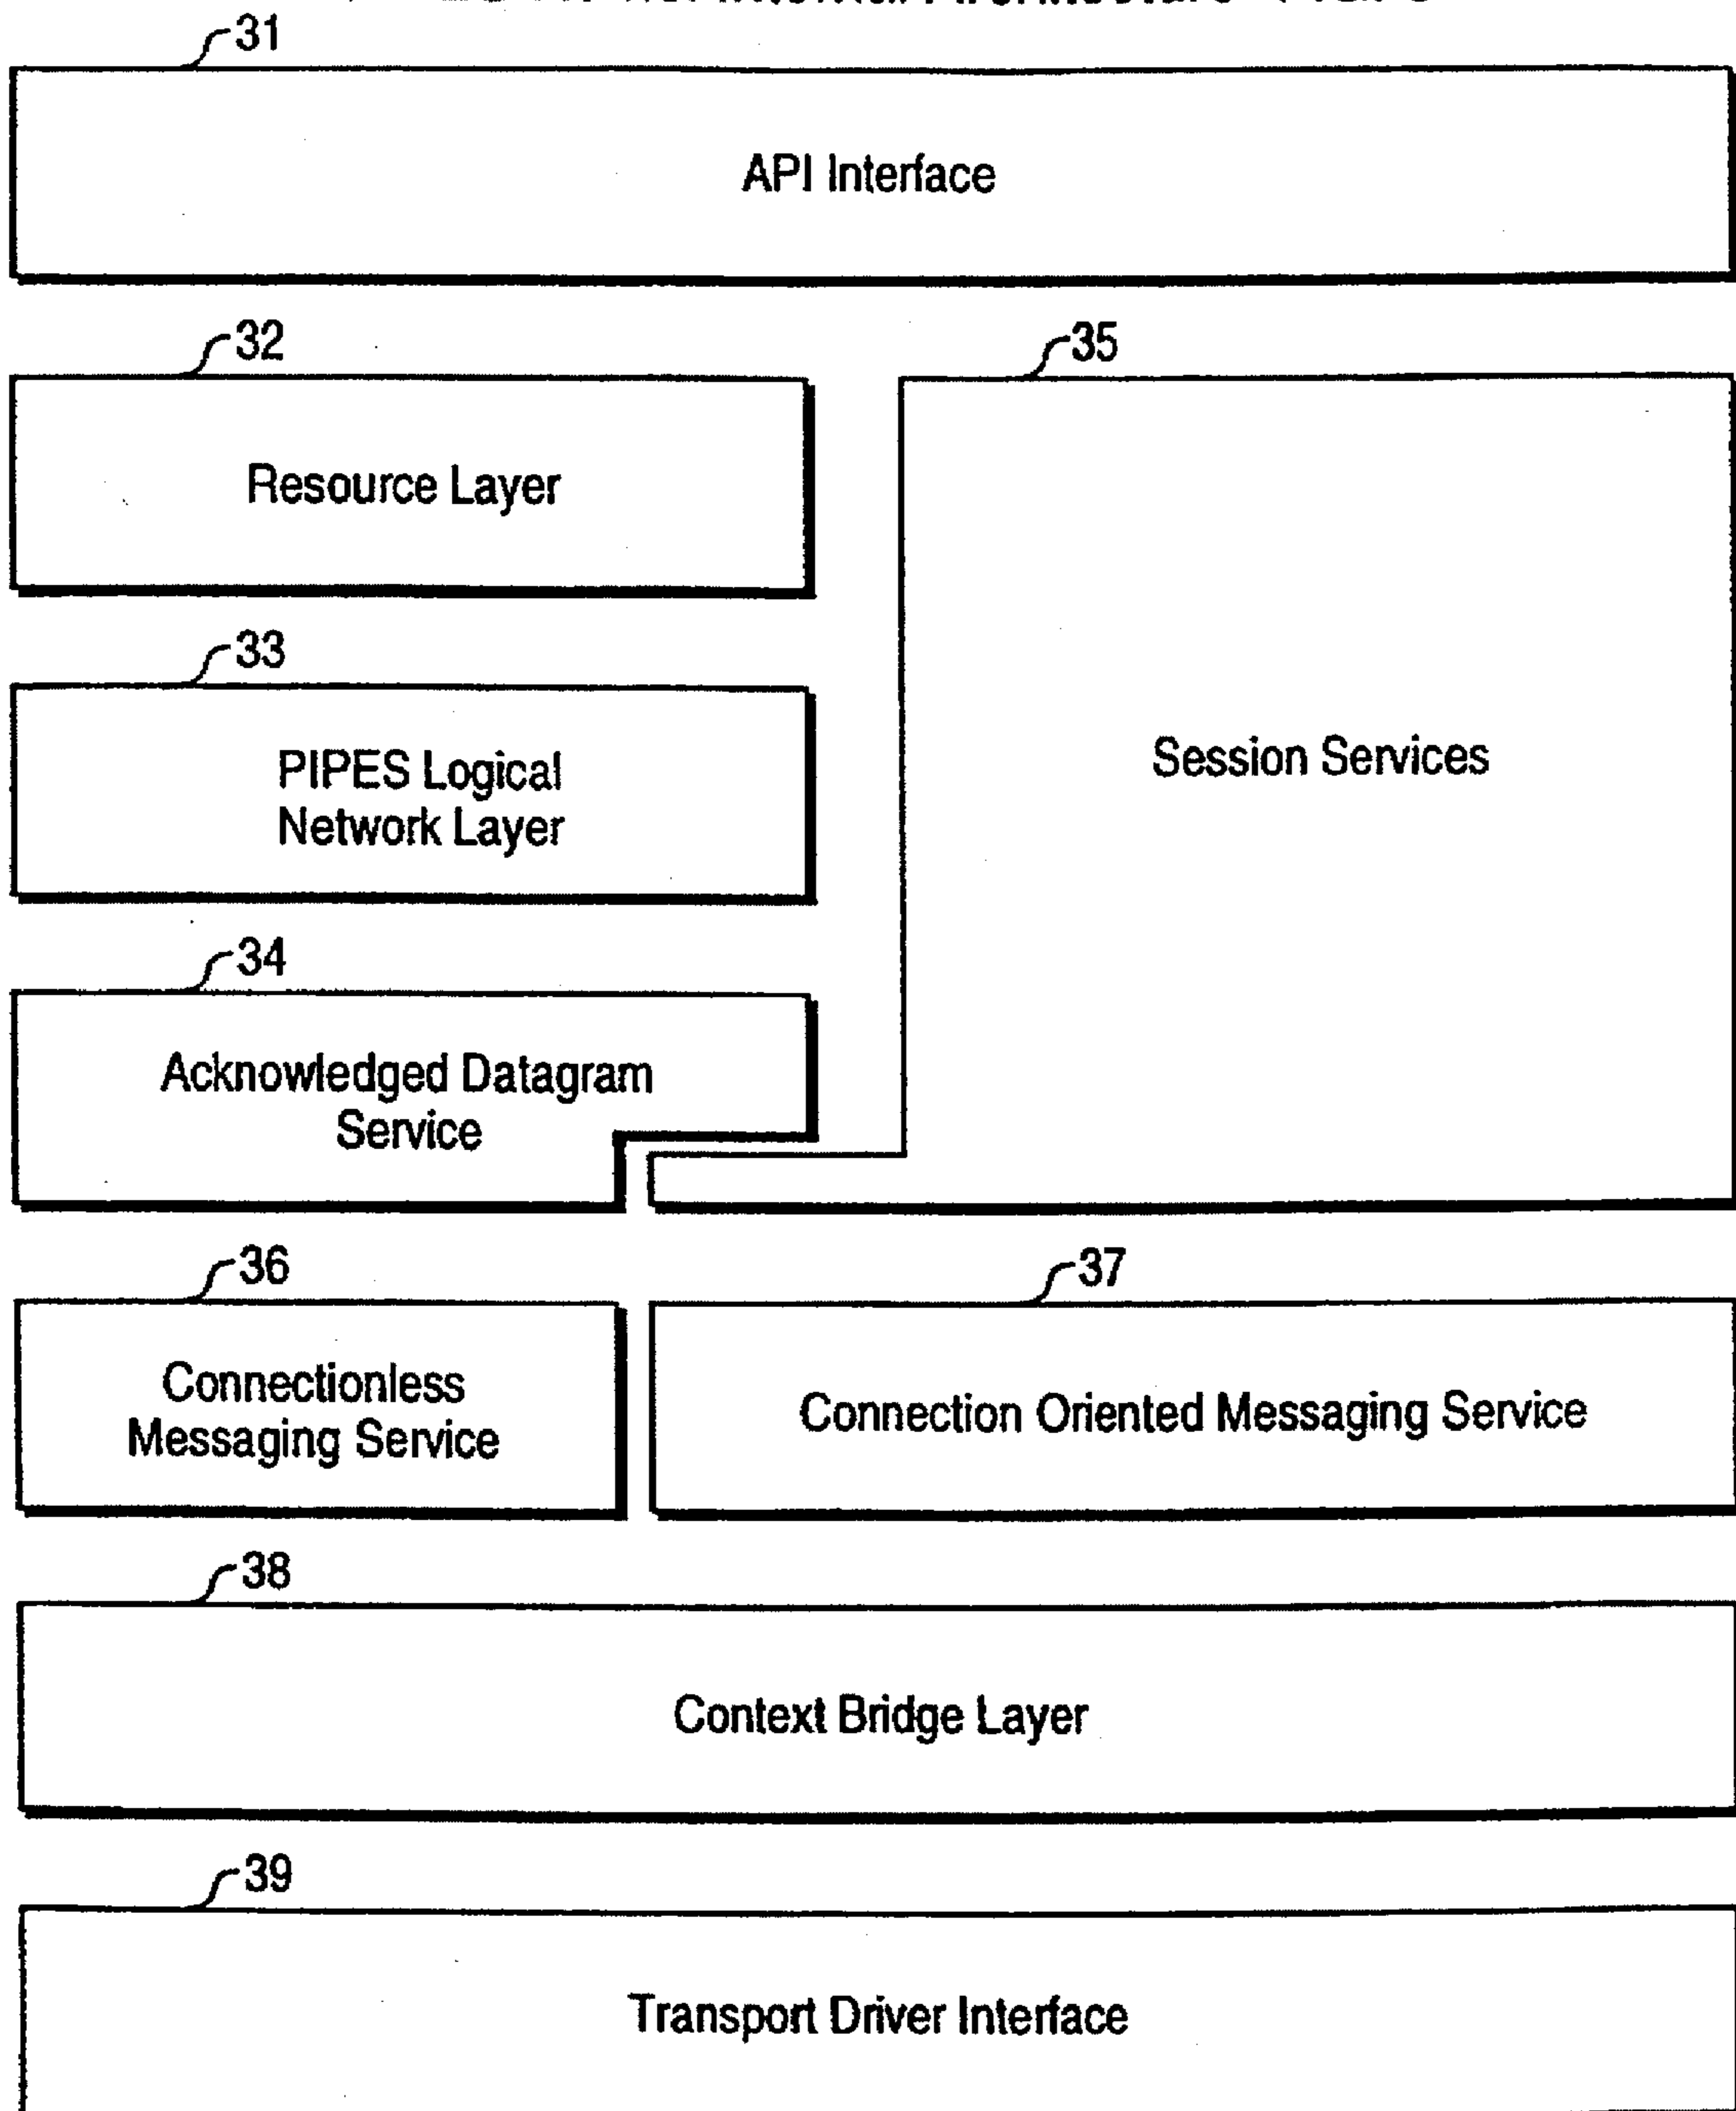 31
API Interface
32
35
Resource Layer
33
PIPES Logical
Network Layer
Session Services
34
Acknowledged Datagram
Service
36
37
Connectionless
Messaging Service
Connection Oriented Messaging Service
38
Context Bridge Layer
39
Transport Driver Interface